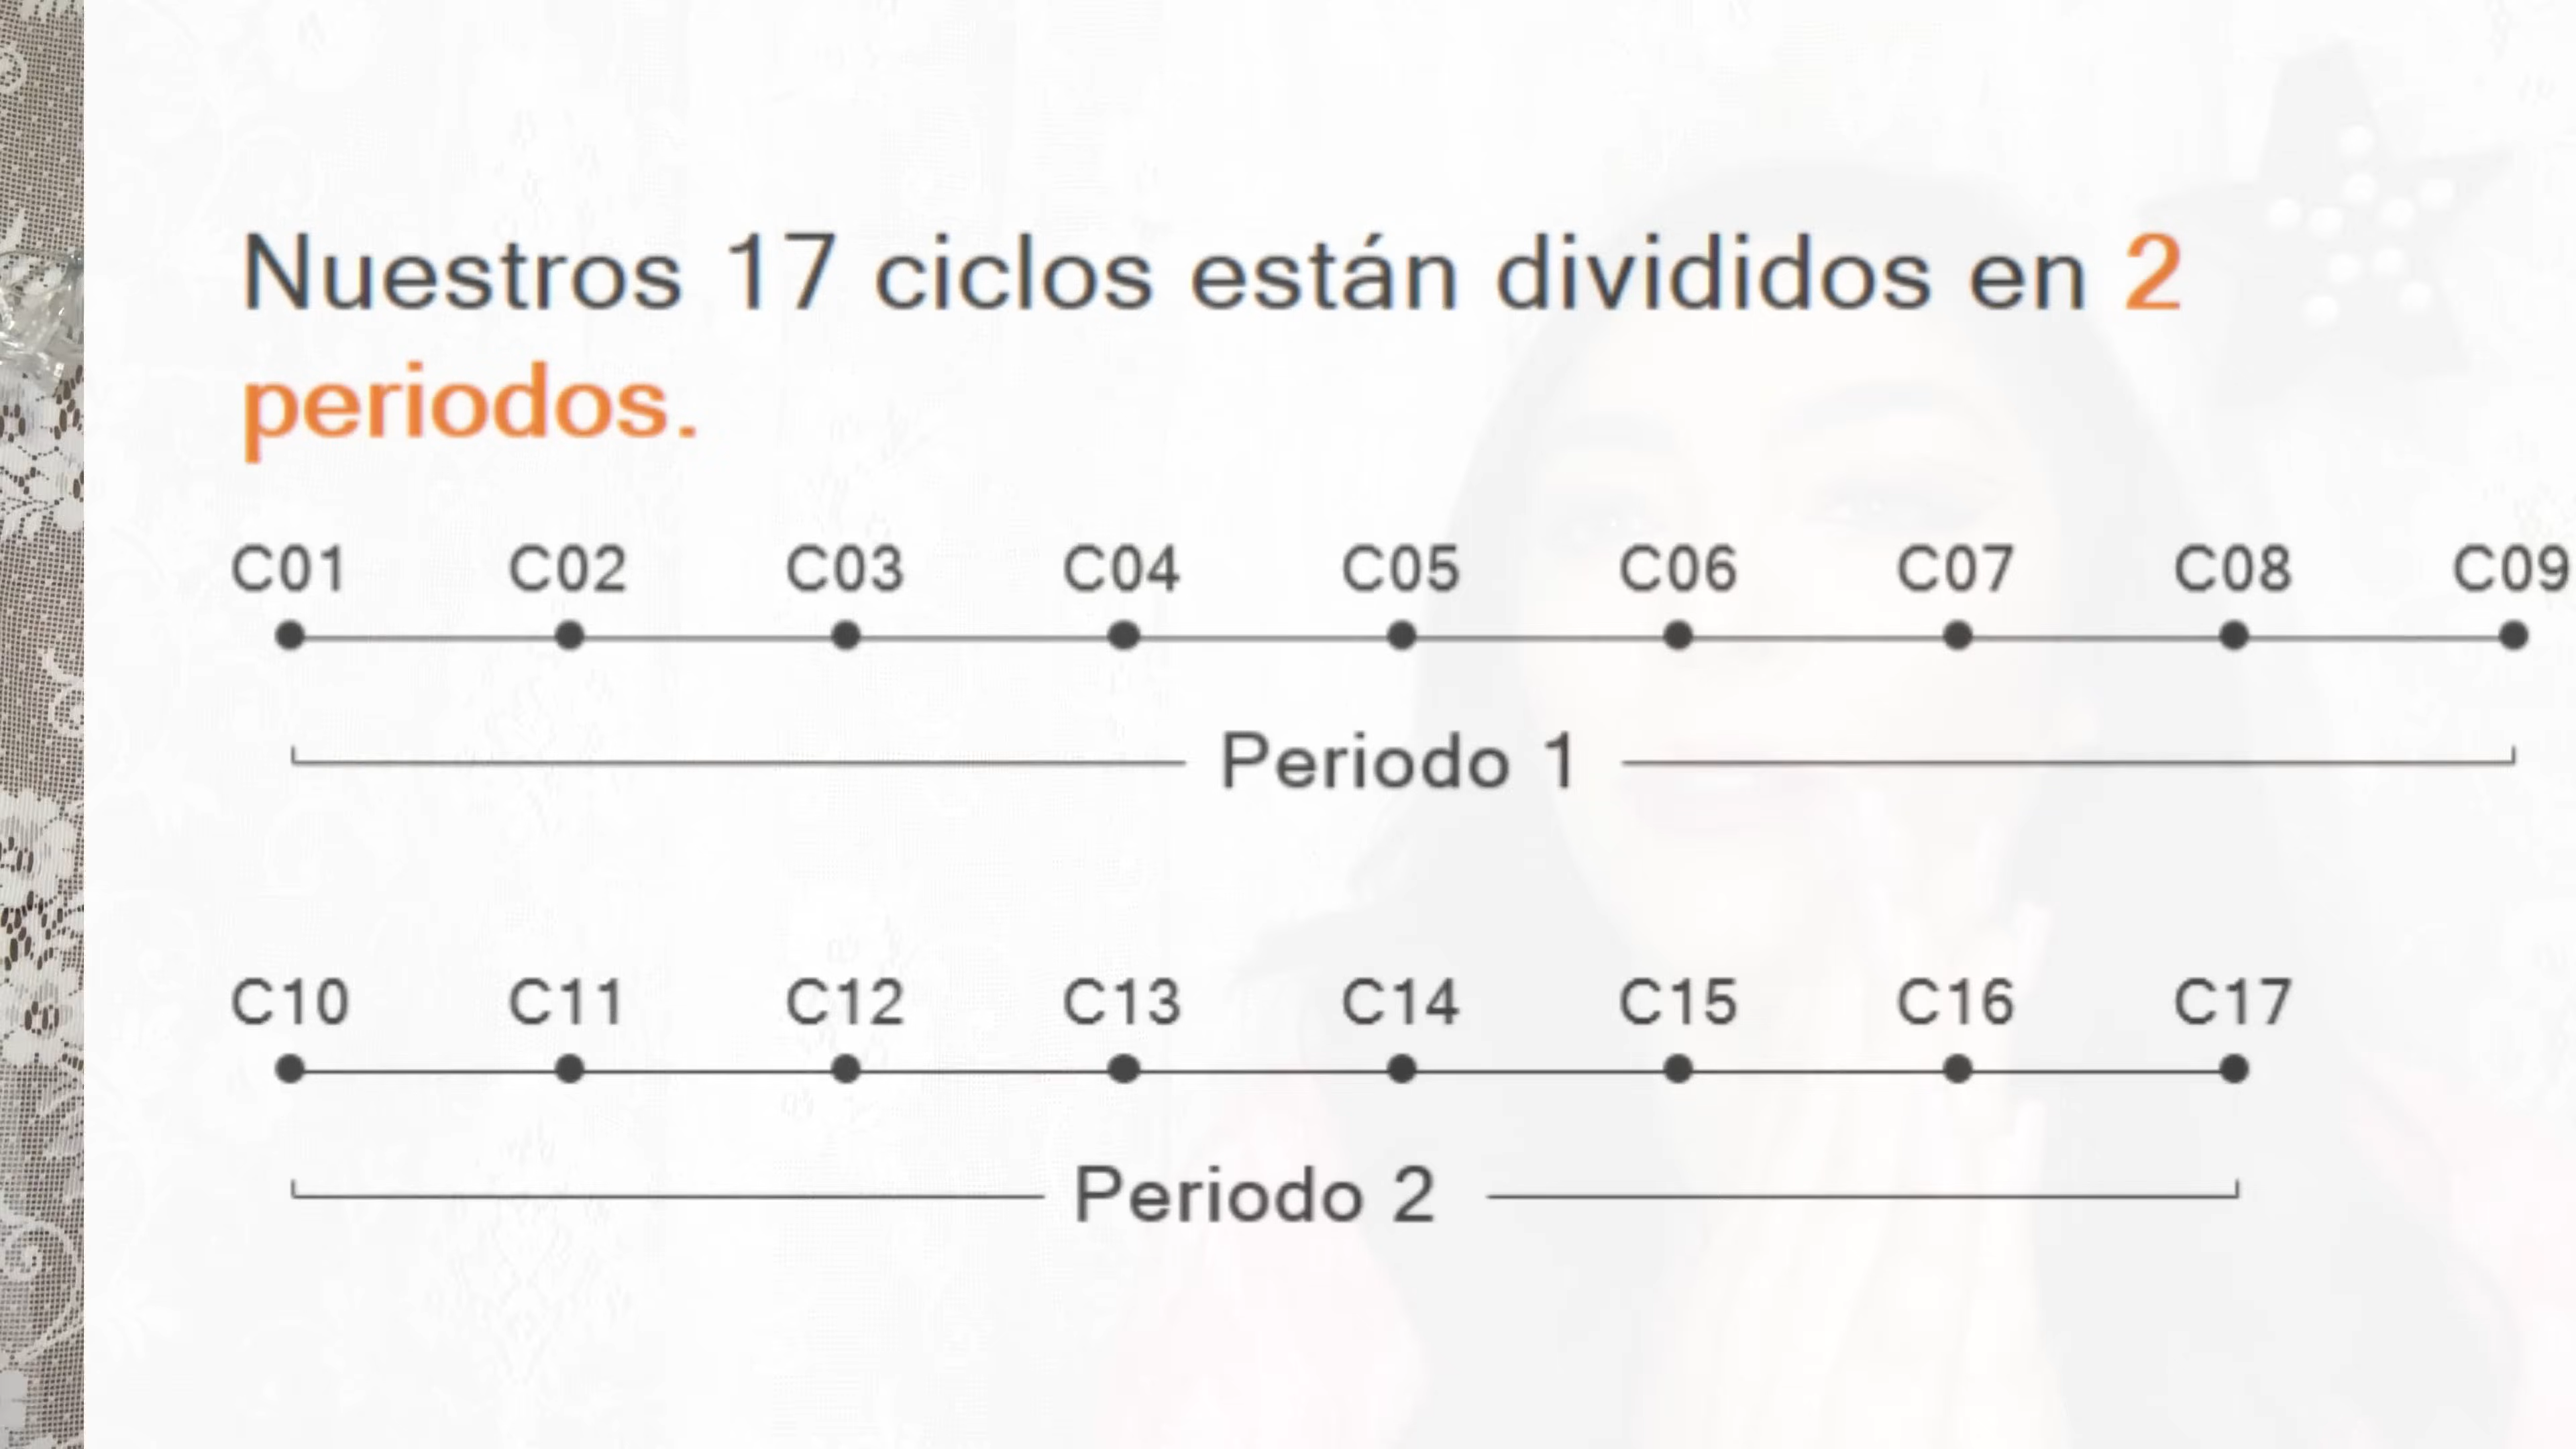 Nuestros 17 ciclos están divididos en 2
periodos.
C01 C02 C03 C04 C05 C06 C07 C08 C09
Periodo 1
C10 C11 C12 C13 C14 C15 C16 C17
Periodo 2